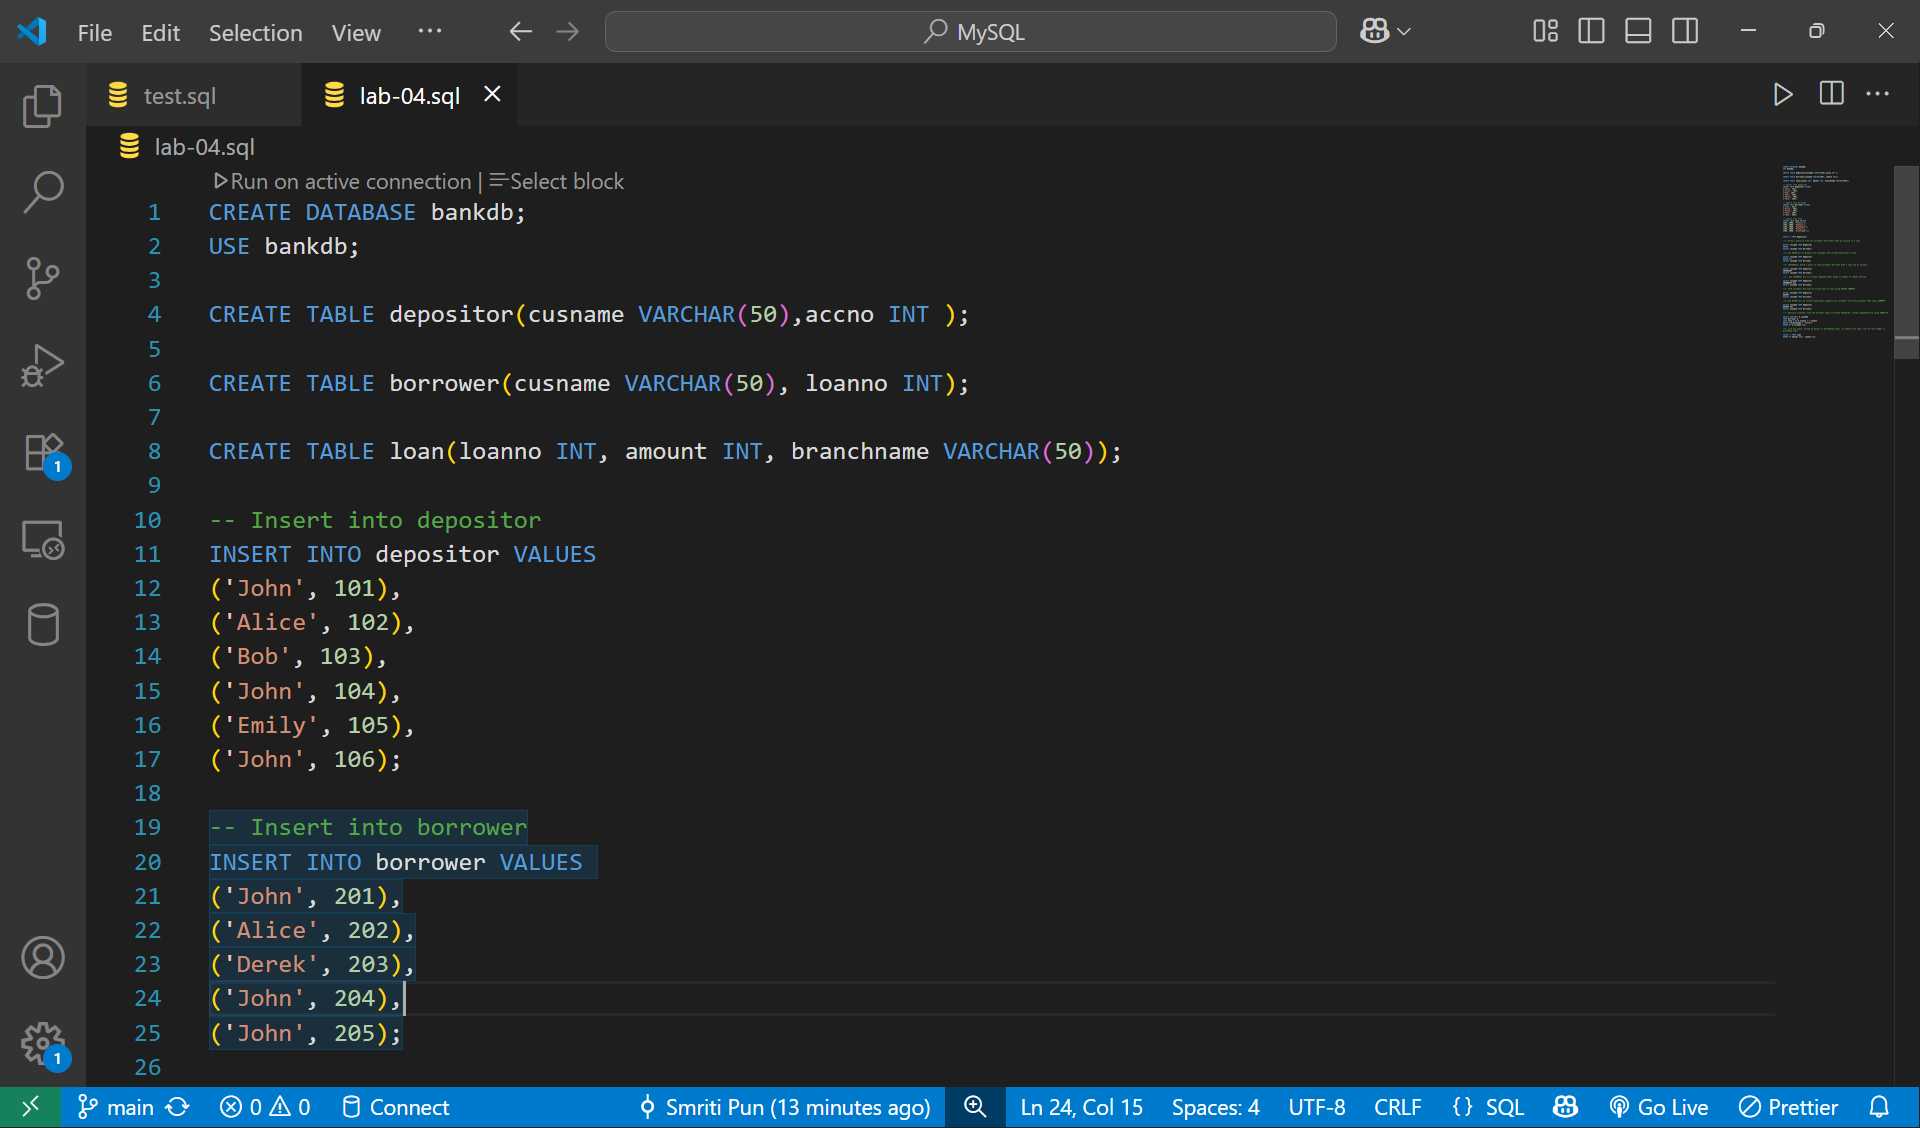 File Edit Selection View ··· MySQL
test.sql lab-04.sql
lab-04.sql
Run on active connection | Select block
1 CREATE DATABASE bankdb;
2 USE bankdb;
3
4 CREATE TABLE depositor(cusname VARCHAR(50),accno INT );
5
6 CREATE TABLE borrower(cusname VARCHAR(50), loanno INT);
7
8 CREATE TABLE loan(loanno INT, amount INT, branchname VARCHAR(50));
9
10 -- Insert into depositor
11 INSERT INTO depositor VALUES
12 ('John', 101),
13 ('Alice', 102),
14 ('Bob', 103),
15 ('John', 104),
16 ('Emily', 105),
17 ('John', 106);
18
19 -- Insert into borrower
20 INSERT INTO borrower VALUES
21 ('John', 201),
22 ('Alice', 202),
23 ('Derek', 203),
24 ('John', 204),
25 ('John', 205);
26
1
1
main 0 0 Connect Smriti Pun (13 minutes ago) Ln 24, Col 15 Spaces: 4 UTF-8 CRLF {} SQL Go Live Prettier